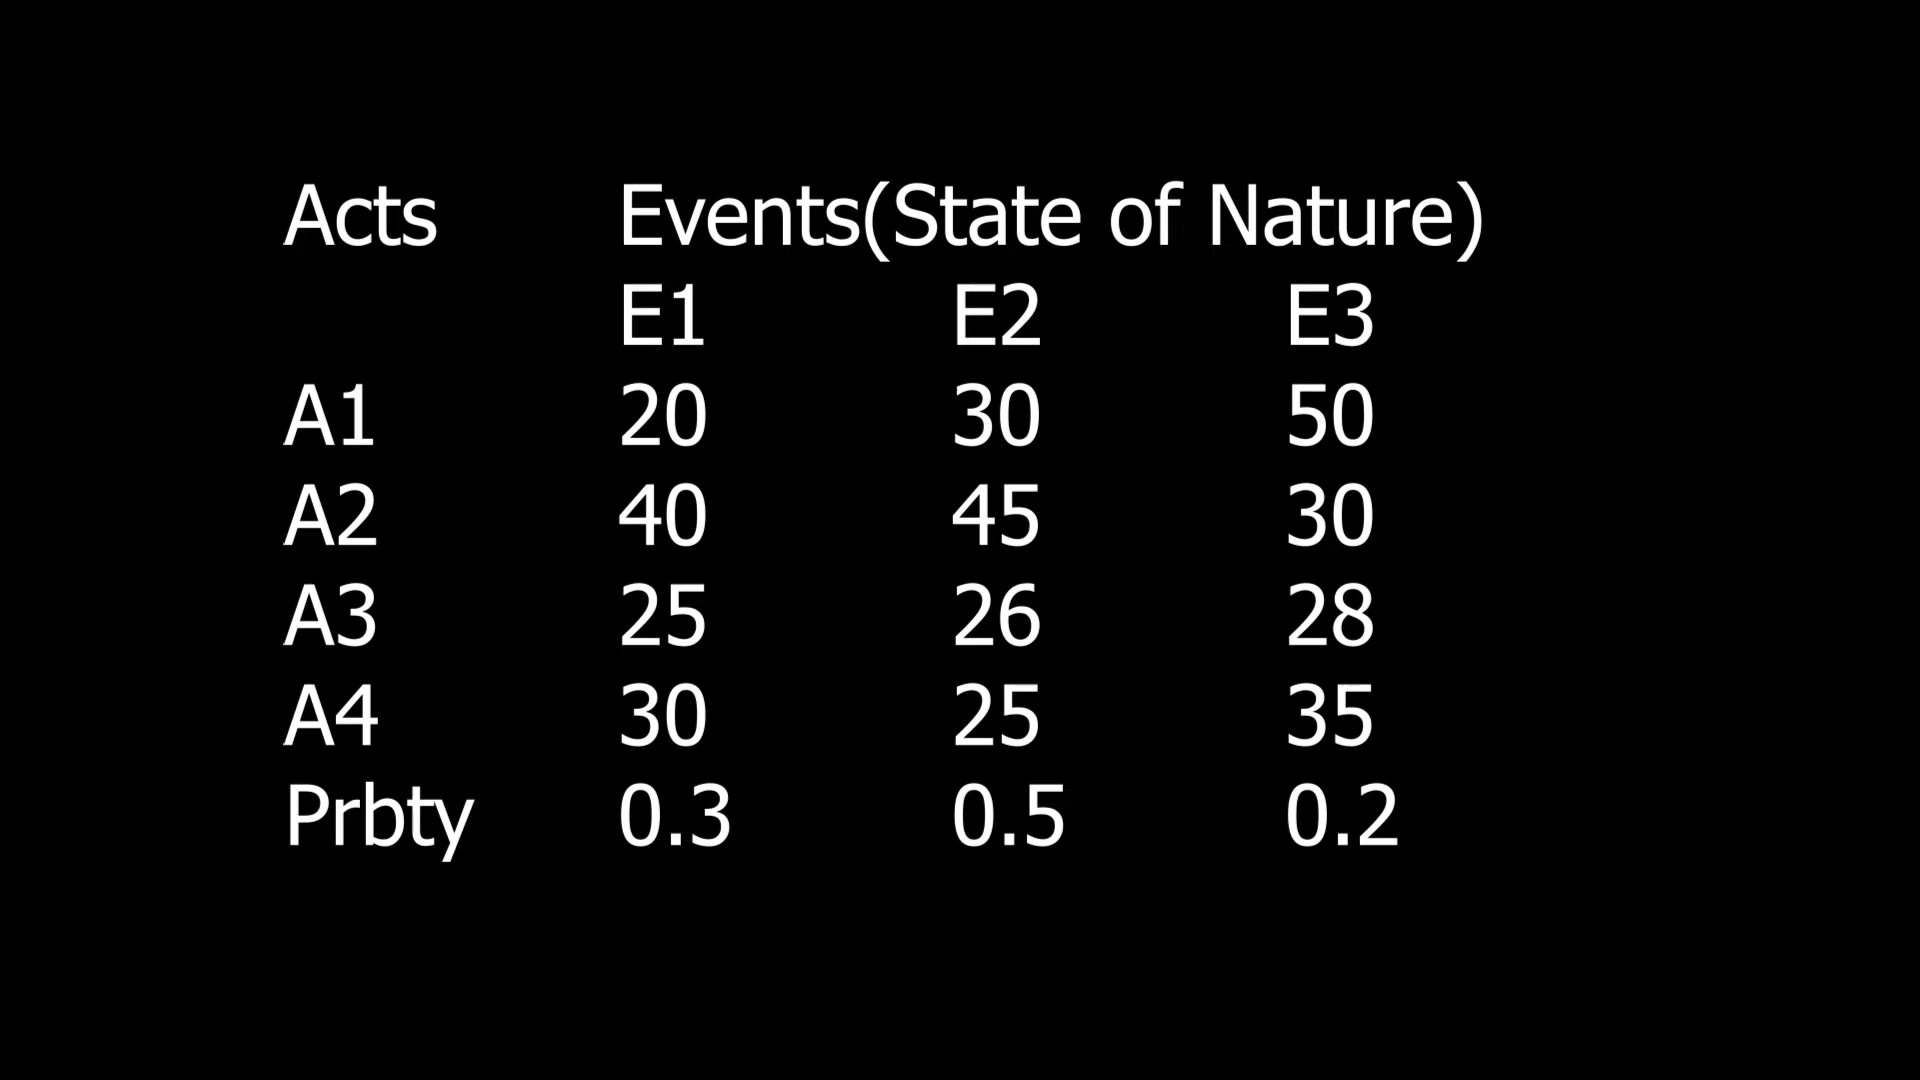 Acts Events(State of Nature)
E1 E2 E3
A1 20 30 50
A2 40 45 30
A3 25 26 28
A4 30 25 35
Prbty 0.3 0.5 0.2